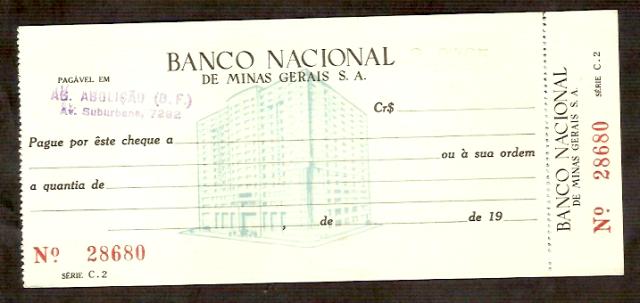 BANCO NACIONAL
DE MINAS GERAIS S. A.
PAGÁVEL EM
AG. ABOLIÇÃO (D.F.)
Av. Suburbana, 7282
Cr$
Pague por êste cheque a
ou à sua ordem
a quantia de
, de de 19
Nº 28680
SÉRIE C. 2
BANCO NACIONAL
DE MINAS GERAIS S. A.
SÉRIE C. 2
Nº 28680